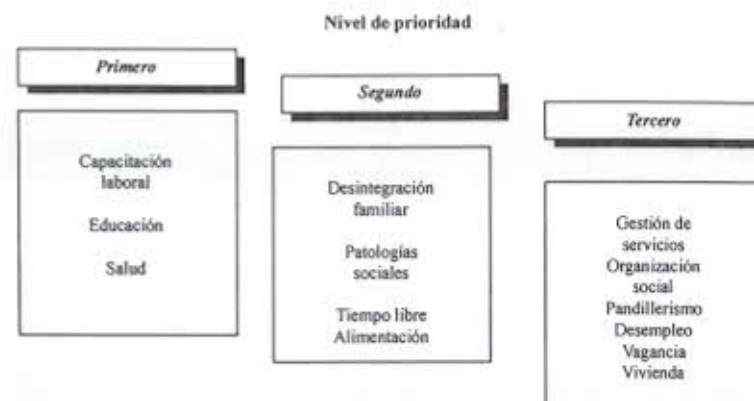 Nivel de prioridad
Primero
Capacitación
laboral
Educación
Salud
Segundo
Desintegración
familiar
Patologías
sociales
Tiempo libre
Alimentación
Tercero
Gestión de
servicios
Organización
social
Pandillerismo
Desempleo
Vagancia
Vivienda